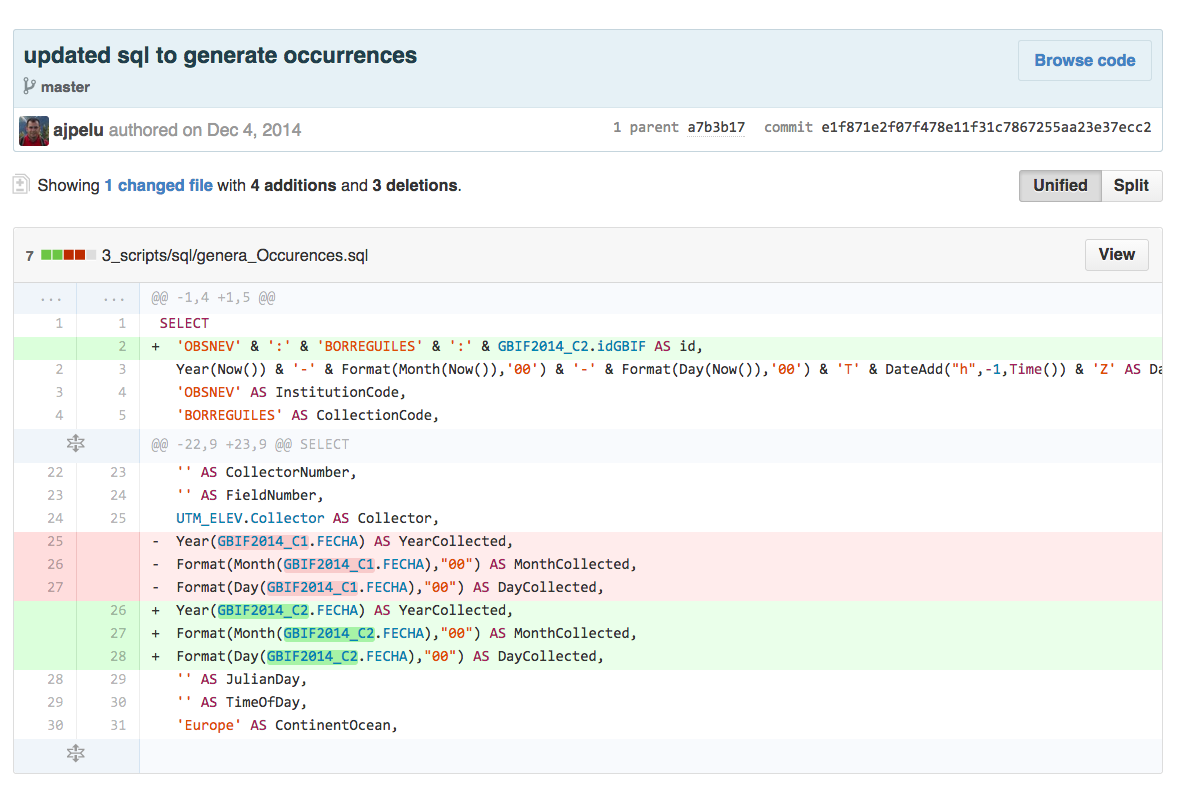 updated sql to generate occurrences
Browse code
master
ajpelu authored on Dec 4, 2014
1 parent a7b3b17 commit e1f871e2f07f478e11f31c7867255aa23e37ecc2
Showing 1 changed file with 4 additions and 3 deletions.
Unified Split
7 3_scripts/sql/genera_Occurences.sql
View
... ... @@ -1,4 +1,5 @@
1 1 SELECT
2 + 'OBSNEV' & ':' & 'BORREGUILES' & ':' & GBIF2014_C2.idGBIF AS id,
2 3 Year(Now()) & '-' & Format(Month(Now()),'00') & '-' & Format(Day(Now()),'00') & 'T' & DateAdd("h",-1,Time()) & 'Z' AS Da
3 4 'OBSNEV' AS InstitutionCode,
4 5 'BORREGUILES' AS CollectionCode,
@@ -22,9 +23,9 @@ SELECT
22 23 '' AS CollectorNumber,
23 24 '' AS FieldNumber,
24 25 UTM_ELEV.Collector AS Collector,
25 - Year(GBIF2014_C1.FECHA) AS YearCollected,
26 - Format(Month(GBIF2014_C1.FECHA),"00") AS MonthCollected,
27 - Format(Day(GBIF2014_C1.FECHA),"00") AS DayCollected,
26 + Year(GBIF2014_C2.FECHA) AS YearCollected,
27 + Format(Month(GBIF2014_C2.FECHA),"00") AS MonthCollected,
28 + Format(Day(GBIF2014_C2.FECHA),"00") AS DayCollected,
28 29 '' AS JulianDay,
29 30 '' AS TimeOfDay,
30 31 'Europe' AS ContinentOcean,